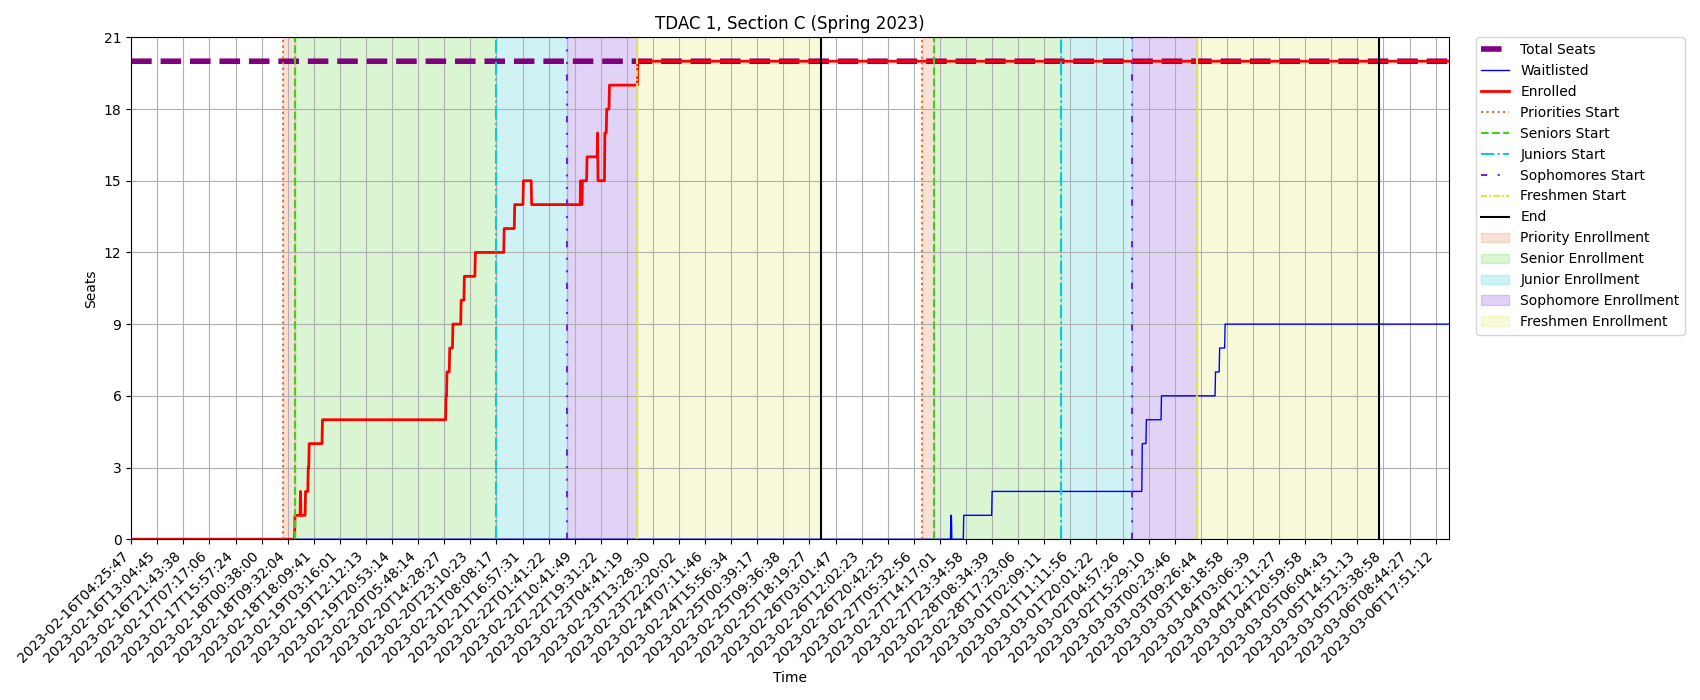 TDAC 1, Section C (Spring 2023)
21
18
15
12
9
6
3
0
Seats
2023-02-16T04:25:47
2023-02-16T13:04:45
2023-02-16T21:43:38
2023-02-17T07:17:06
2023-02-17T15:57:24
2023-02-18T00:38:00
2023-02-18T09:32:04
2023-02-18T18:09:41
2023-02-19T03:16:01
2023-02-19T12:12:13
2023-02-19T20:53:14
2023-02-20T05:48:14
2023-02-20T14:28:27
2023-02-20T23:10:23
2023-02-21T08:08:17
2023-02-21T16:57:31
2023-02-22T01:41:22
2023-02-22T10:41:49
2023-02-22T19:31:22
2023-02-23T04:41:19
2023-02-23T13:28:30
2023-02-23T22:20:02
2023-02-24T07:11:46
2023-02-24T15:56:34
2023-02-25T00:39:17
2023-02-25T09:36:38
2023-02-25T18:19:27
2023-02-26T03:01:47
2023-02-26T12:02:23
2023-02-26T20:42:25
2023-02-27T05:32:56
2023-02-27T14:17:01
2023-02-27T23:34:58
2023-02-28T08:34:39
2023-02-28T17:23:06
2023-03-01T02:09:11
2023-03-01T11:11:56
2023-03-01T20:01:22
2023-03-02T04:57:26
2023-03-02T15:29:10
2023-03-03T00:23:46
2023-03-03T09:26:44
2023-03-03T18:18:58
2023-03-04T03:06:39
2023-03-04T12:11:27
2023-03-04T20:59:58
2023-03-05T06:04:43
2023-03-05T14:51:13
2023-03-05T23:38:58
2023-03-06T08:44:27
2023-03-06T17:51:12
Time
Total Seats
Waitlisted
Enrolled
Priorities Start
Seniors Start
Juniors Start
Sophomores Start
Freshmen Start
End
Priority Enrollment
Senior Enrollment
Junior Enrollment
Sophomore Enrollment
Freshmen Enrollment